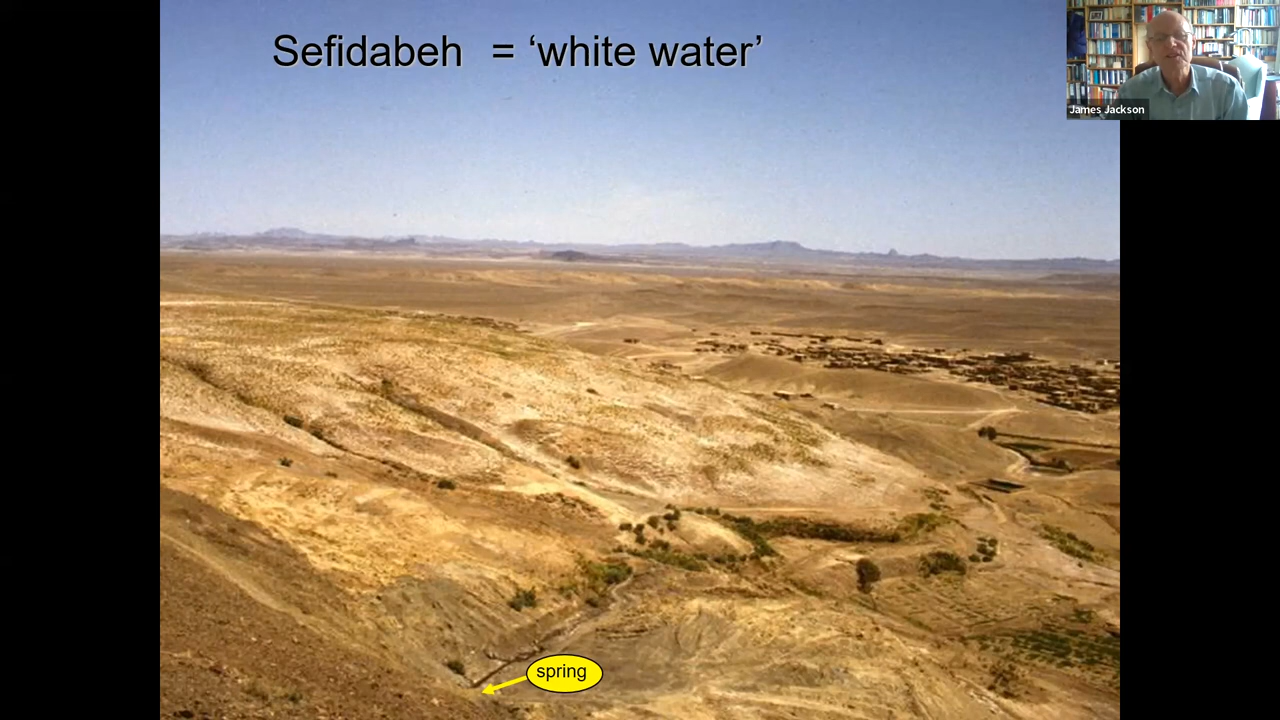 Sefidabeh = ‘white water’
James Jackson
spring